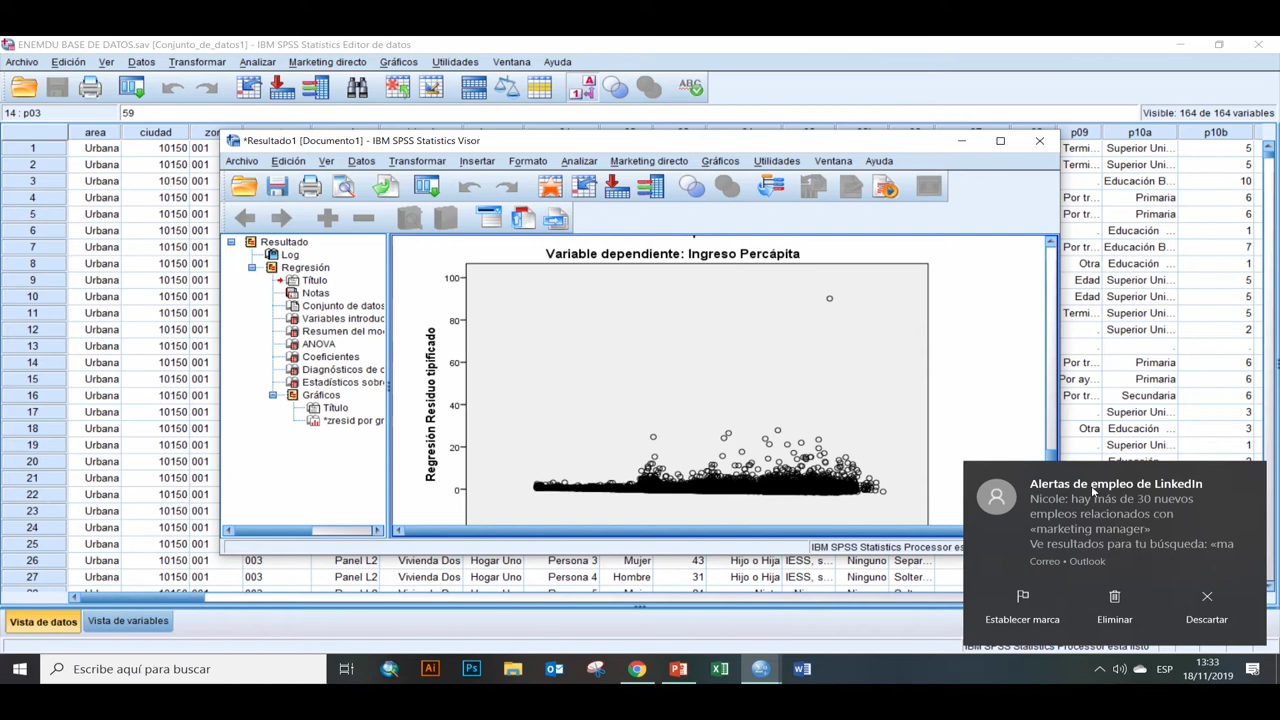 ENEMDU BASE DE DATOS.sav [Conjunto_de_datos1] - IBM SPSS Statistics Editor de datos
Archivo Edición Ver Datos Transformar Analizar Marketing directo Gráficos Utilidades Ventana Ayuda
14 : p03 59 Visible: 164 de 164 variables
area ciudad zo p09 p10a p10b
1 Urbana 10150 001 Termi... Superior Uni... 5
2 Urbana 10150 001 . Superior Uni... 5
3 Urbana 10150 001 . Educación B... 10
4 Urbana 10150 001 Por tr... Primaria 6
5 Urbana 10150 001 Por tr... Primaria 6
6 Urbana 10150 001 . Educación ... 1
7 Urbana 10150 001 Por tr... Educación B... 7
8 Urbana 10150 001 Otra Educación ... 1
9 Urbana 10150 001 Edad Superior Uni... 5
10 Urbana 10150 001 Edad Superior Uni... 5
11 Urbana 10150 001 Termi... Superior Uni... 5
12 Urbana 10150 001 . Superior Uni... 2
13 Urbana 10150 001 . . .
14 Urbana 10150 001 Por tr... Primaria 6
15 Urbana 10150 001 Por ay... Primaria 6
16 Urbana 10150 001 Por tr... Secundaria 6
17 Urbana 10150 001 . Superior Uni... 3
18 Urbana 10150 001 Otra Educación ... 3
19 Urbana 10150 001 . Superior Uni... 1
20 Urbana 10150 001
21 Urbana 10150 001
22 Urbana 10150 001
23 Urbana 10150 001
24 Urbana 10150 001
25 Urbana 10150 003
26 Urbana 10150 003 Panel L2 Vivienda Dos Hogar Uno Persona 3 Mujer 43 Hijo o Hija IESS, s... Ninguno Separ...
27 Urbana 10150 003 Panel L2 Vivienda Dos Hogar Uno Persona 4 Hombre 31 Hijo o Hija IESS, s... Ninguno Solter...
*Resultado1 [Documento1] - IBM SPSS Statistics Visor
Archivo Edición Ver Datos Transformar Insertar Formato Analizar Marketing directo Gráficos Utilidades Ventana Ayuda
Resultado
Log
Regresión
Título
Notas
Conjunto de datos
Variables introduc
Resumen del mo
ANOVA
Coeficientes
Diagnósticos de c
Estadísticos sobr
Gráficos
Título
*zresid por gr
Variable dependiente: Ingreso Percápita
Regresión Residuo tipificado
100
80
60
40
20
0
IBM SPSS Statistics Processor es
Alertas de empleo de LinkedIn
Nicole: hay más de 30 nuevos
empleos relacionados con
«marketing manager»
Ve resultados para tu búsqueda: «ma
Correo • Outlook
Establecer marca Eliminar Descartar
Vista de datos Vista de variables
IBM SPSS Statistics Processor está listo
Escribe aquí para buscar
ESP
13:33
18/11/2019